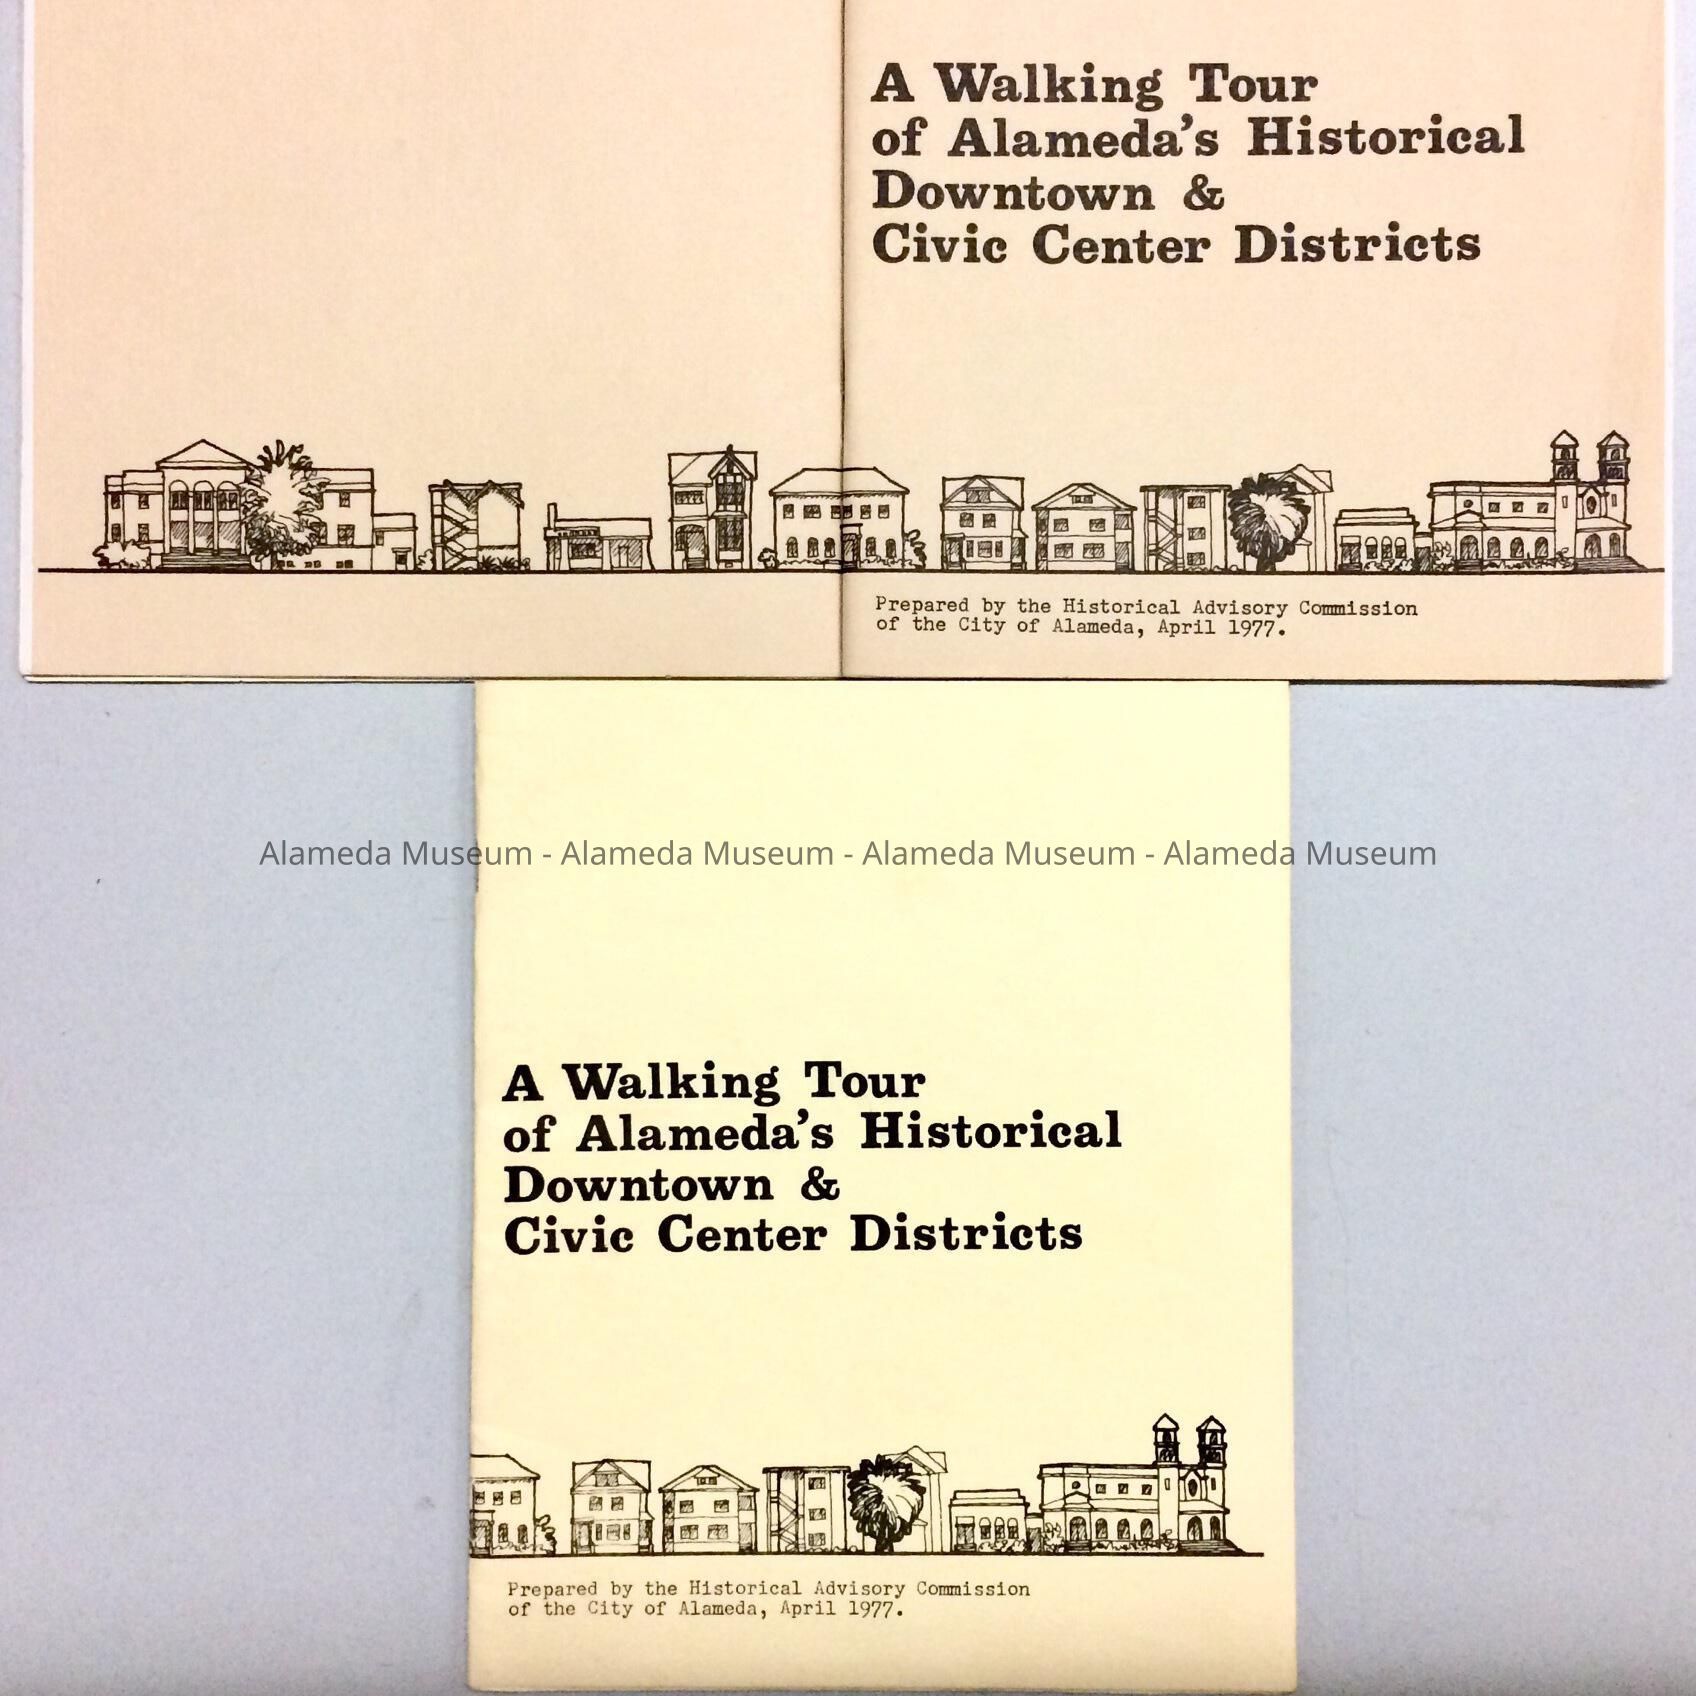 A Walking Tour
of Alameda's Historical
Downtown &
Civic Center Districts
Prepared by the Historical Advisory Commission
of the City of Alameda, April 1977.
Alameda Museum - Alameda Museum - Alameda Museum - Alameda Museum
A Walking Tour
of Alameda's Historical
Downtown &
Civic Center Districts
Prepared by the Historical Advisory Commission
of the City of Alameda, April 1977.